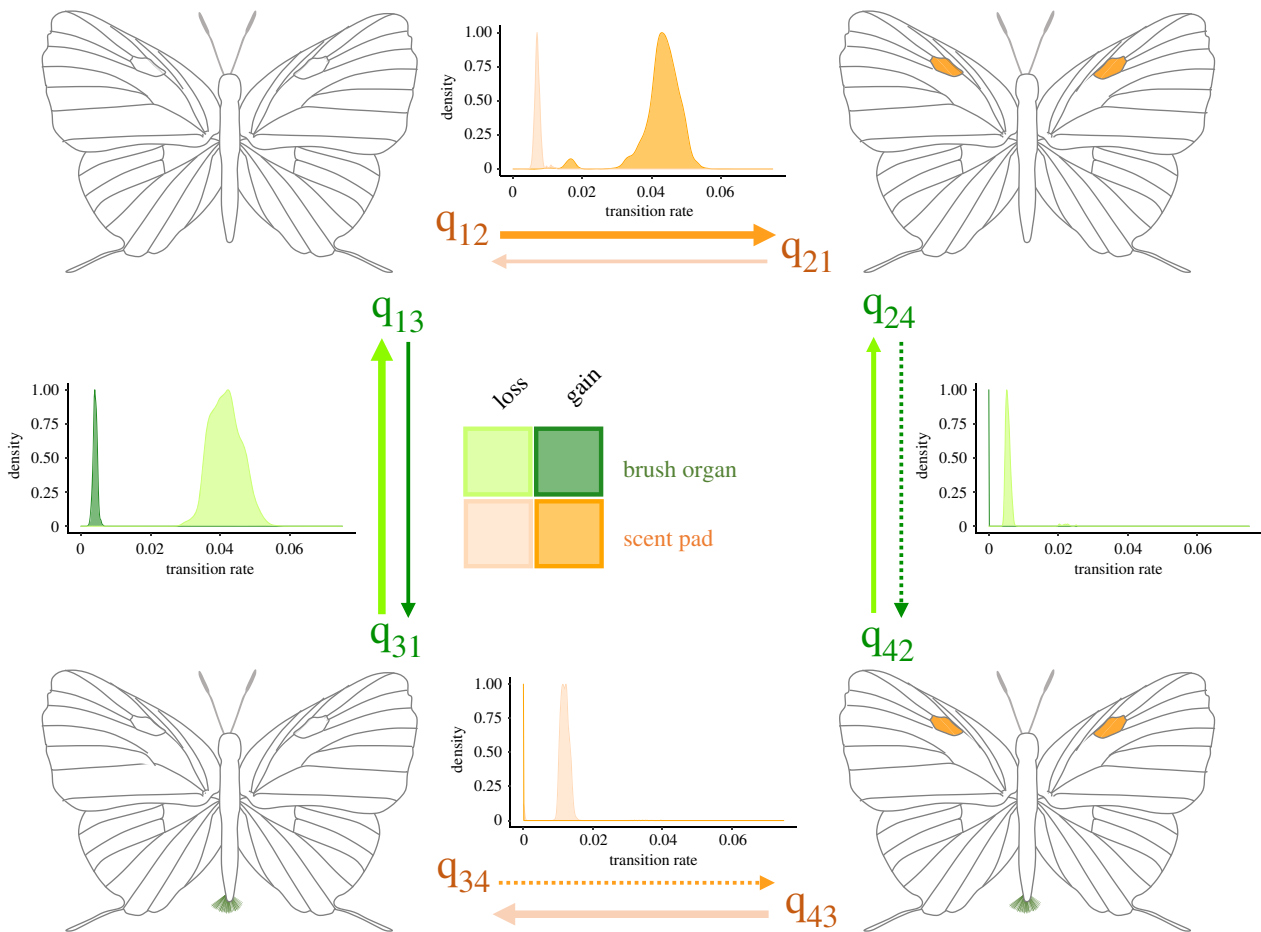 1.00
0.75
0.50
0.25
0
density
0 0.02 0.04 0.06
transition rate
q12
q21
q13
q24
1.00
0.75
0.50
0.25
0
density
0 0.02 0.04 0.06
transition rate
loss gain
brush organ
scent pad
1.00
0.75
0.50
0.25
0
density
0 0.02 0.04 0.06
transition rate
q31
q42
1.00
0.75
0.50
0.25
0
density
0 0.02 0.04 0.06
transition rate
q34
q43